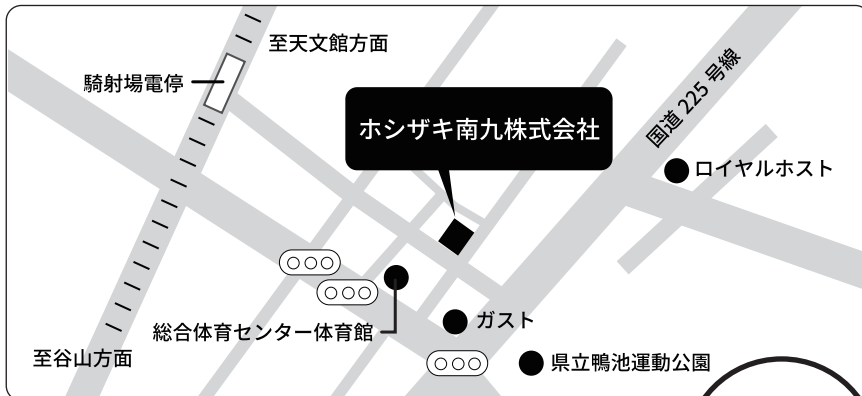 至天文館方面
騎射場電停
国道 225 号線
ホシザキ南九株式会社
ロイヤルホスト
ガスト
総合体育センター体育館
至谷山方面
県立鴨池運動公園